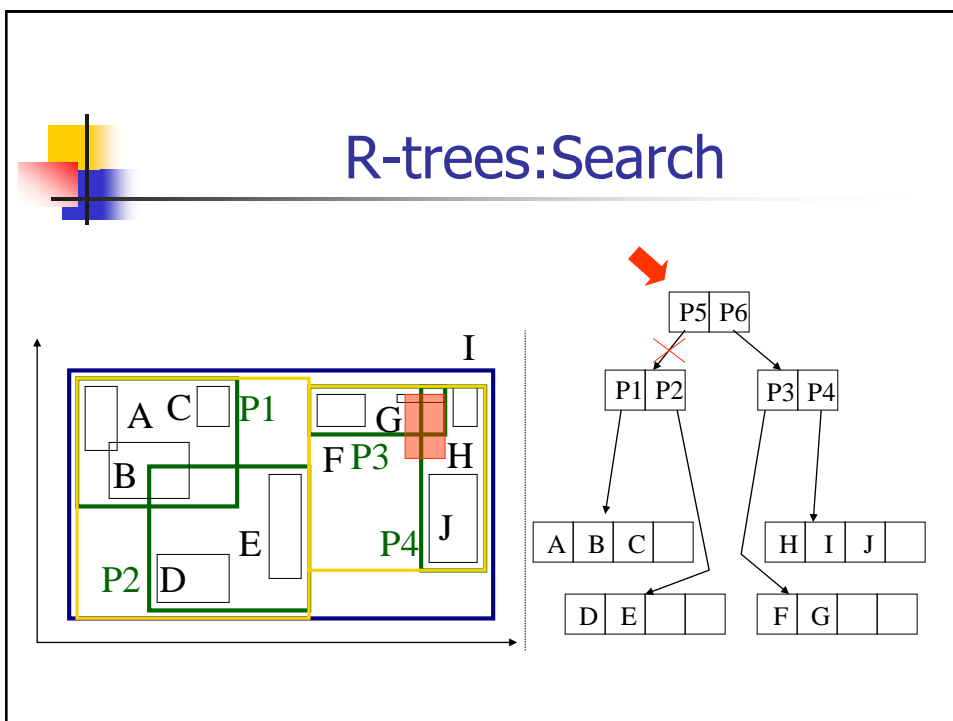 R-trees:Search
P5 P6
I
P1 P2
P3 P4
A C P1
G
F P3 H
B
E J
P4
P2 D
A B C
H I J
D E
F G